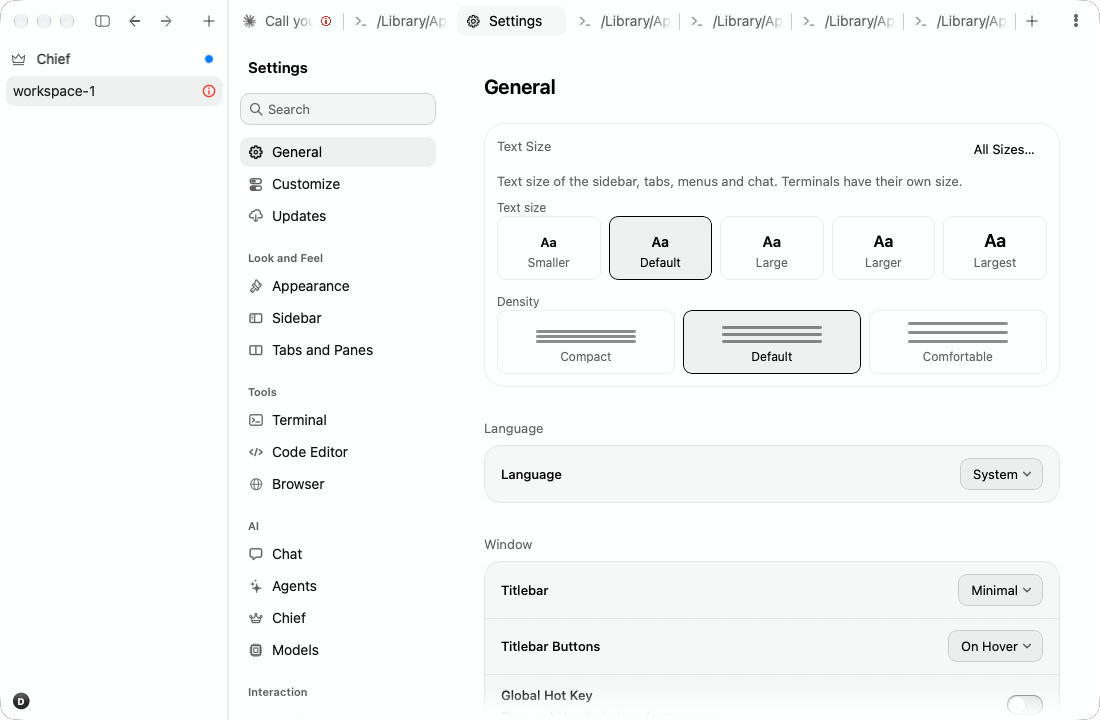 Call you
/Library/Ap
Settings
/Library/Ap
/Library/Ap
/Library/Ap
/Library/Ap
Chief
workspace-1
D
Settings
Search
General
Customize
Updates
Look and Feel
Appearance
Sidebar
Tabs and Panes
Tools
Terminal
Code Editor
Browser
AI
Chat
Agents
Chief
Models
Interaction
General
Text Size
All Sizes...
Text size of the sidebar, tabs, menus and chat. Terminals have their own size.
Text size
Aa Aa Aa Aa Aa
Smaller Default Large Larger Largest
Density
Compact Default Comfortable
Language
Language System
Window
Titlebar Minimal
Titlebar Buttons On Hover
Global Hot Key